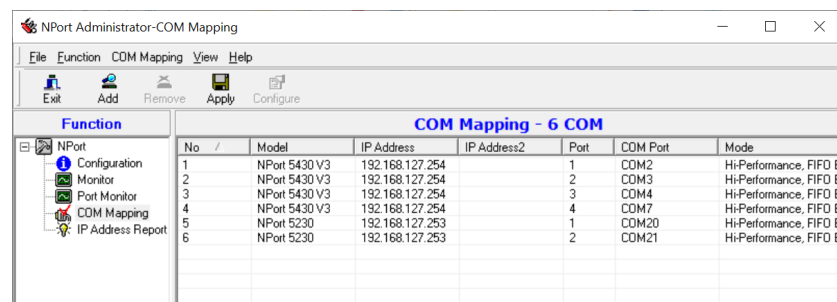 NPort Administrator-COM Mapping
File Function COM Mapping View Help
Exit Add Remove Apply Configure
Function
COM Mapping - 6 COM
NPort
Configuration
Monitor
Port Monitor
COM Mapping
IP Address Report
No / Model IP Address IP Address2 Port COM Port Mode
1 NPort 5430 V3 192.168.127.254 1 COM2 Hi-Performance, FIFO E
2 NPort 5430 V3 192.168.127.254 2 COM3 Hi-Performance, FIFO E
3 NPort 5430 V3 192.168.127.254 3 COM4 Hi-Performance, FIFO E
4 NPort 5430 V3 192.168.127.254 4 COM7 Hi-Performance, FIFO E
5 NPort 5230 192.168.127.253 1 COM20 Hi-Performance, FIFO E
6 NPort 5230 192.168.127.253 2 COM21 Hi-Performance, FIFO E